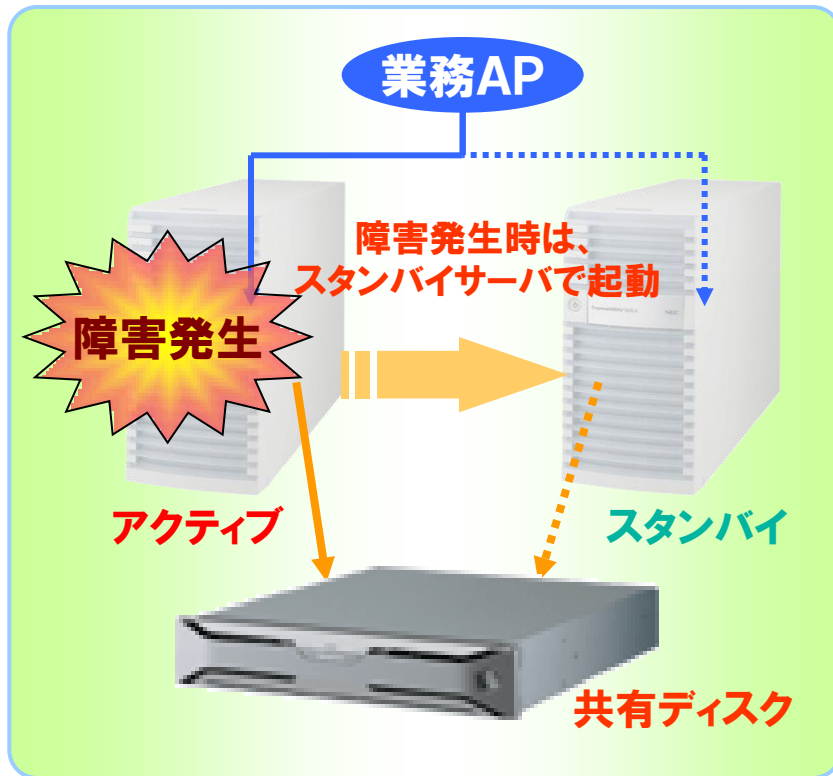 業務AP
障害発生時は、
スタンバイサーバで起動
障害発生
NEC
アクティブ
スタンバイ
共有ディスク